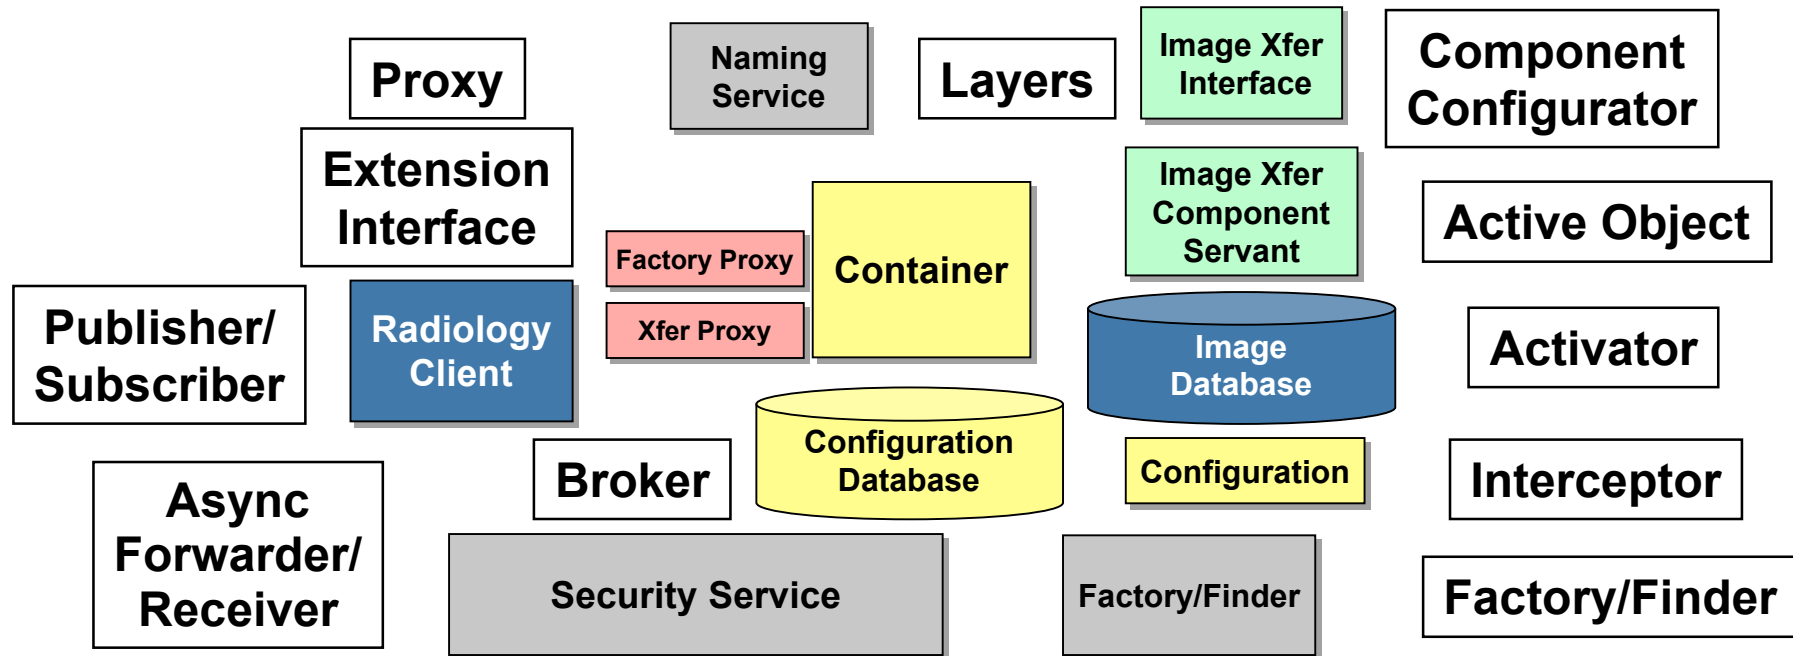 Proxy
Naming
Service
Layers
Image Xfer
Interface
Component
Configurator
Extension
Interface
Factory Proxy
Xfer Proxy
Container
Image Xfer
Component
Servant
Active Object
Publisher/
Subscriber
Radiology
Client
Image
Database
Activator
Async
Forwarder/
Receiver
Broker
Configuration
Database
Configuration
Interceptor
Security Service
Factory/Finder
Factory/Finder